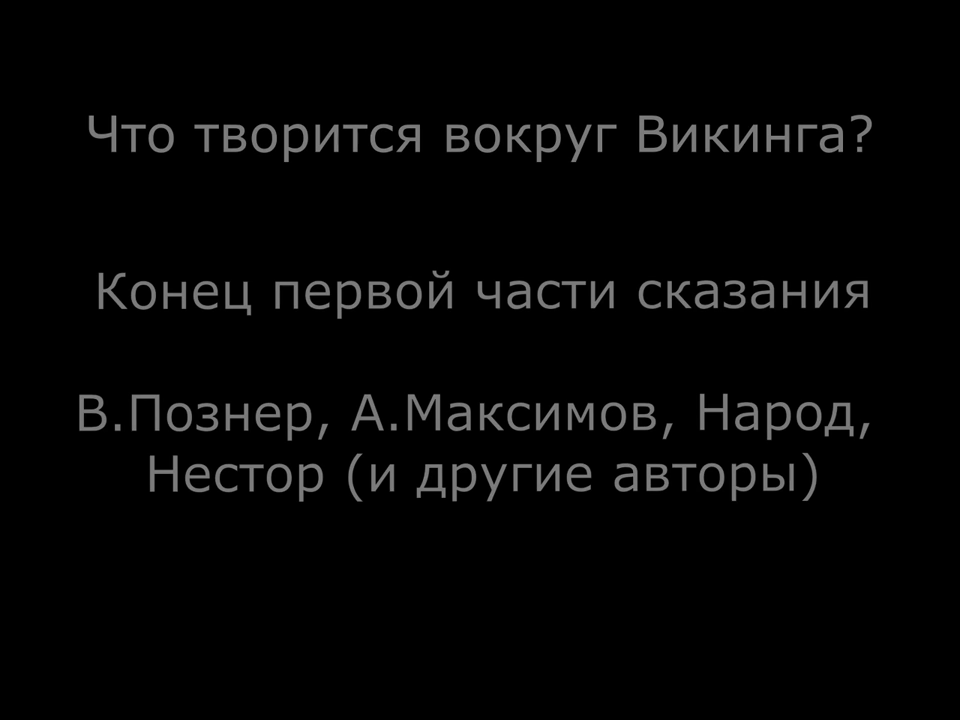 Что творится вокруг Викинга?
Конец первой части сказания
В.Познер, А.Максимов, Народ,
Нестор (и другие авторы)